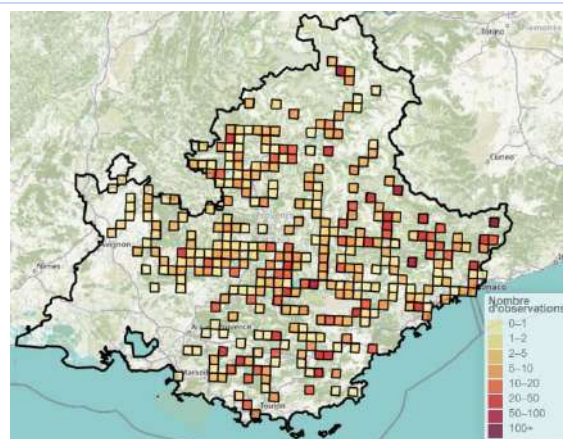 Torino
Cuneo
Avignon
Nîmes
Monaco
Marseille
Toulon
Nombre
d'observations
0–1
1–2
2–5
5–10
10–20
20–50
50–100
100+